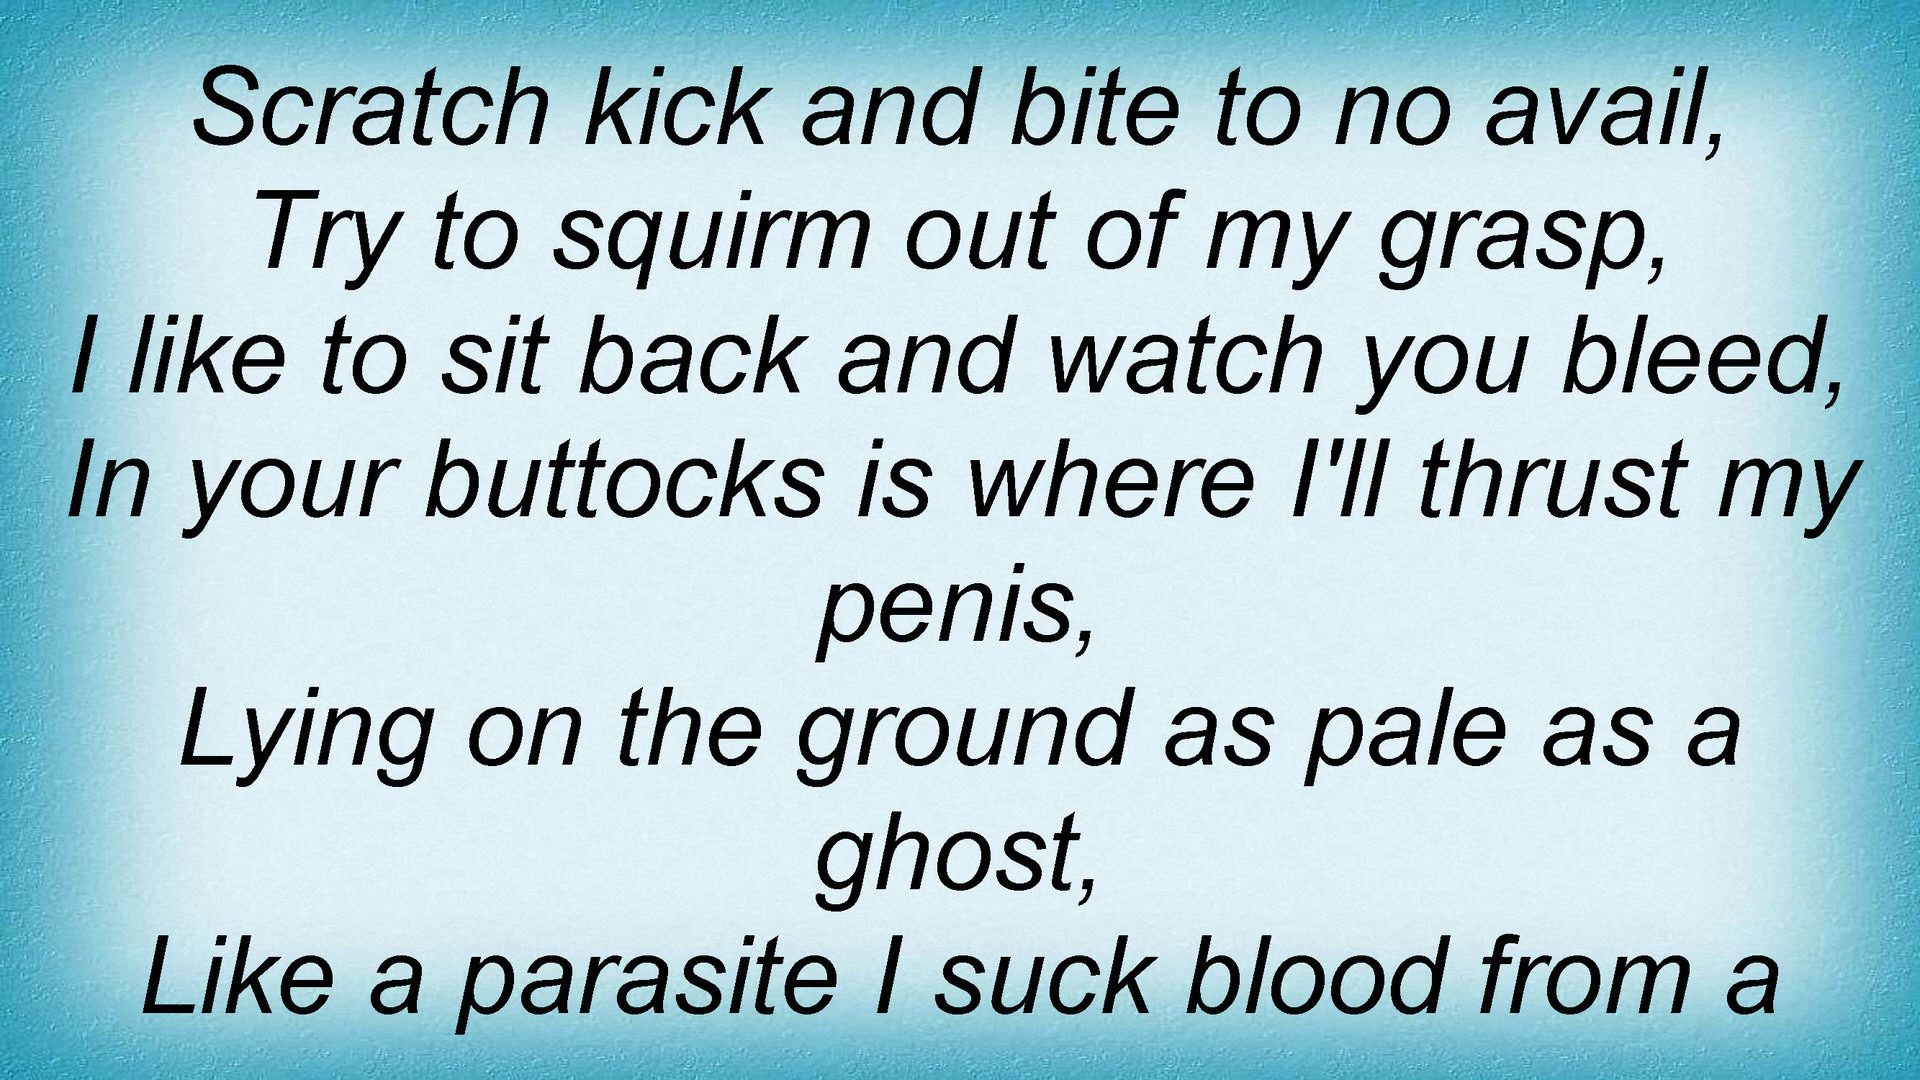 Scratch kick and bite to no avail,
Try to squirm out of my grasp,
I like to sit back and watch you bleed,
In your buttocks is where I'll thrust my
penis,
Lying on the ground as pale as a
ghost,
Like a parasite I suck blood from a